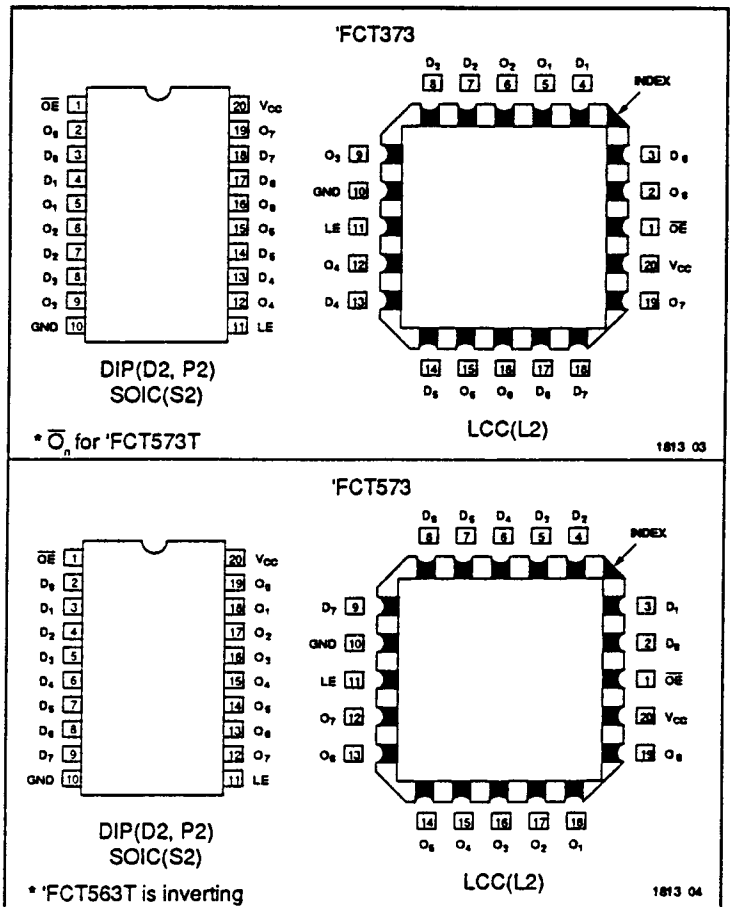 'FCT373
OE 1 20 VCC
O0 2 19 O7
D0 3 18 D7
D1 4 17 D6
O1 5 16 O6
O2 6 15 O5
D2 7 14 D5
D3 8 13 D4
O3 9 12 O4
GND 10 11 LE
DIP(D2, P2)
SOIC(S2)
* On for 'FCT573T
D3 D2 O2 O1 D1
8 7 6 5 4
INDEX
O3 9 3 D0
GND 10 2 O0
LE 11 1 OE
O4 12 20 VCC
D4 13 19 O7
14 15 16 17 18
D5 O5 O6 D6 D7
LCC(L2)
1813 03
'FCT573
OE 1 20 VCC
D0 2 19 O0
D1 3 18 O1
D2 4 17 O2
D3 5 16 O3
D4 6 15 O4
D5 7 14 O5
D6 8 13 O6
D7 9 12 O7
GND 10 11 LE
DIP(D2, P2)
SOIC(S2)
* 'FCT563T is inverting
D6 D5 D4 D3 D2
8 7 6 5 4
INDEX
D7 9 3 D1
GND 10 2 D0
LE 11 1 OE
O7 12 20 VCC
O6 13 19 O0
14 15 16 17 18
O5 O4 O3 O2 O1
LCC(L2)
1813 04